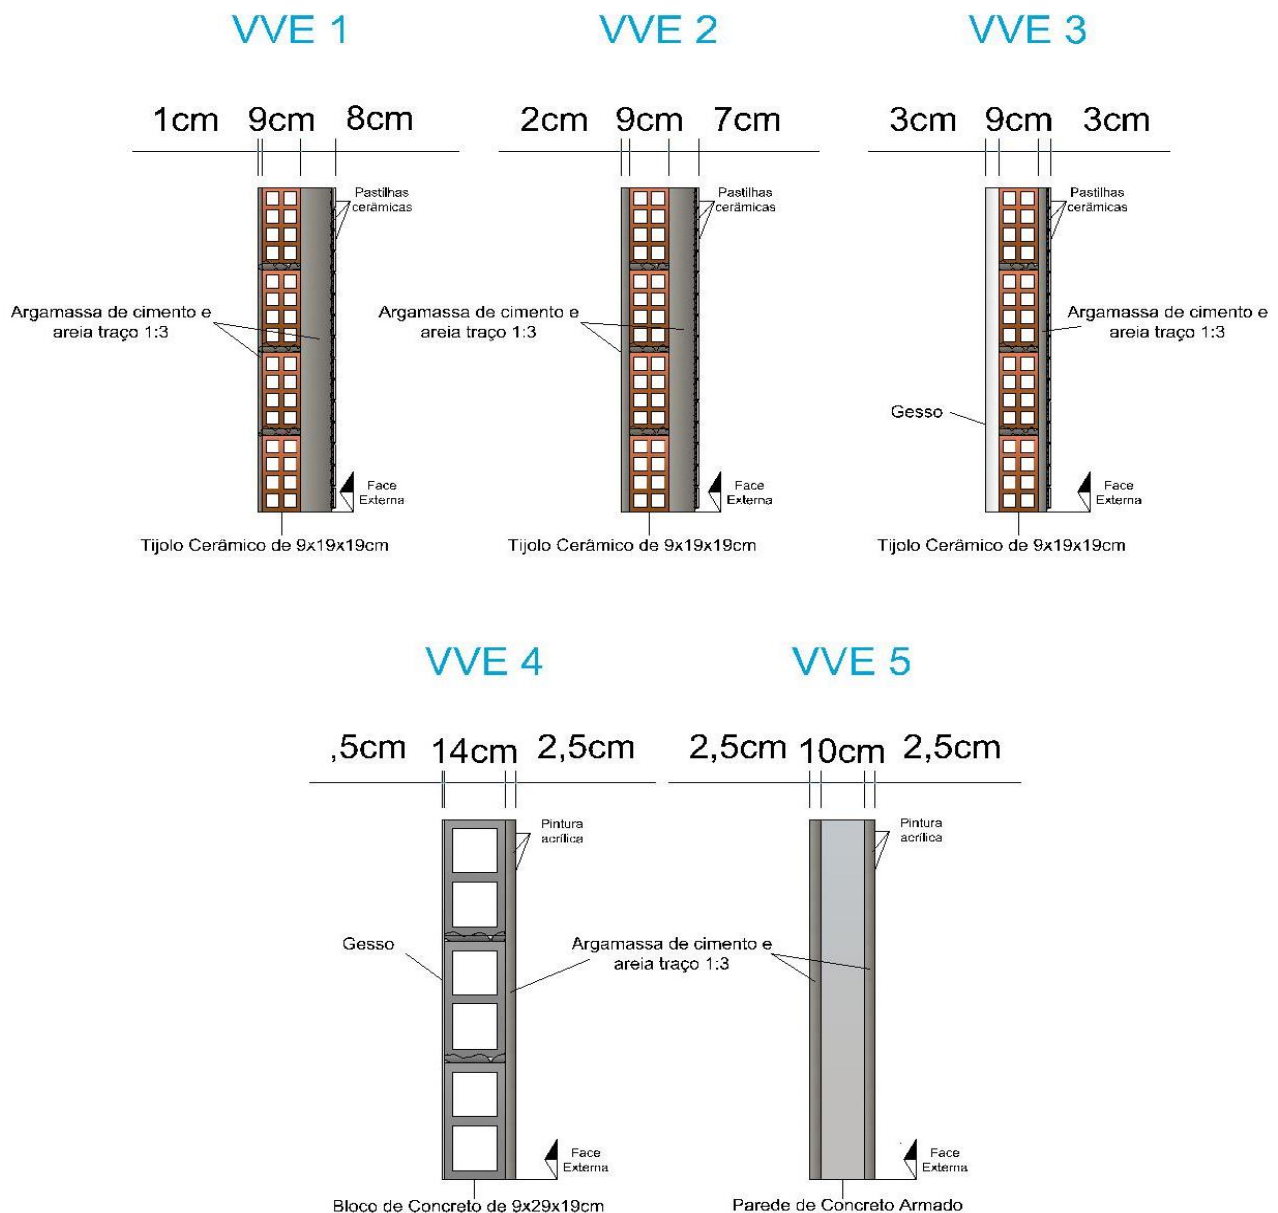 VVE 1
1cm 9cm 8cm
Pastilhas
cerâmicas
Argamassa de cimento e
areia traço 1:3
Face
Externa
Tijolo Cerâmico de 9x19x19cm
VVE 2
2cm 9cm 7cm
Pastilhas
cerâmicas
Argamassa de cimento e
areia traço 1:3
Face
Externa
Tijolo Cerâmico de 9x19x19cm
VVE 3
3cm 9cm 3cm
Pastilhas
cerâmicas
Argamassa de cimento e
areia traço 1:3
Gesso
Face
Externa
Tijolo Cerâmico de 9x19x19cm
VVE 4
,5cm 14cm 2,5cm
Pintura
acrílica
Gesso
Argamassa de cimento e
areia traço 1:3
Face
Externa
Bloco de Concreto de 9x29x19cm
VVE 5
2,5cm 10cm 2,5cm
Pintura
acrílica
Face
Externa
Parede de Concreto Armado